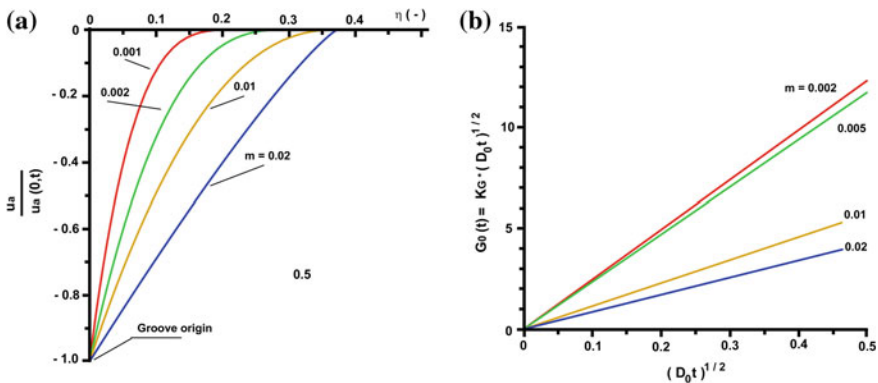 (a)
0 0.1 0.2 0.3 0.4 η ( - )
0
- 0.2
- 0.4
- 0.6
- 0.8
- 1.0
uₐ
uₐ (0,t)
0.001
0.002
0.01
m = 0.02
0.5
Groove origin
(b)
15
10
5
0
G₀ (t) = K_G * (D₀ t )^1/2
m = 0.002
0.005
0.01
0.02
0 0.1 0.2 0.3 0.4 0.5
( D₀t )^1/2